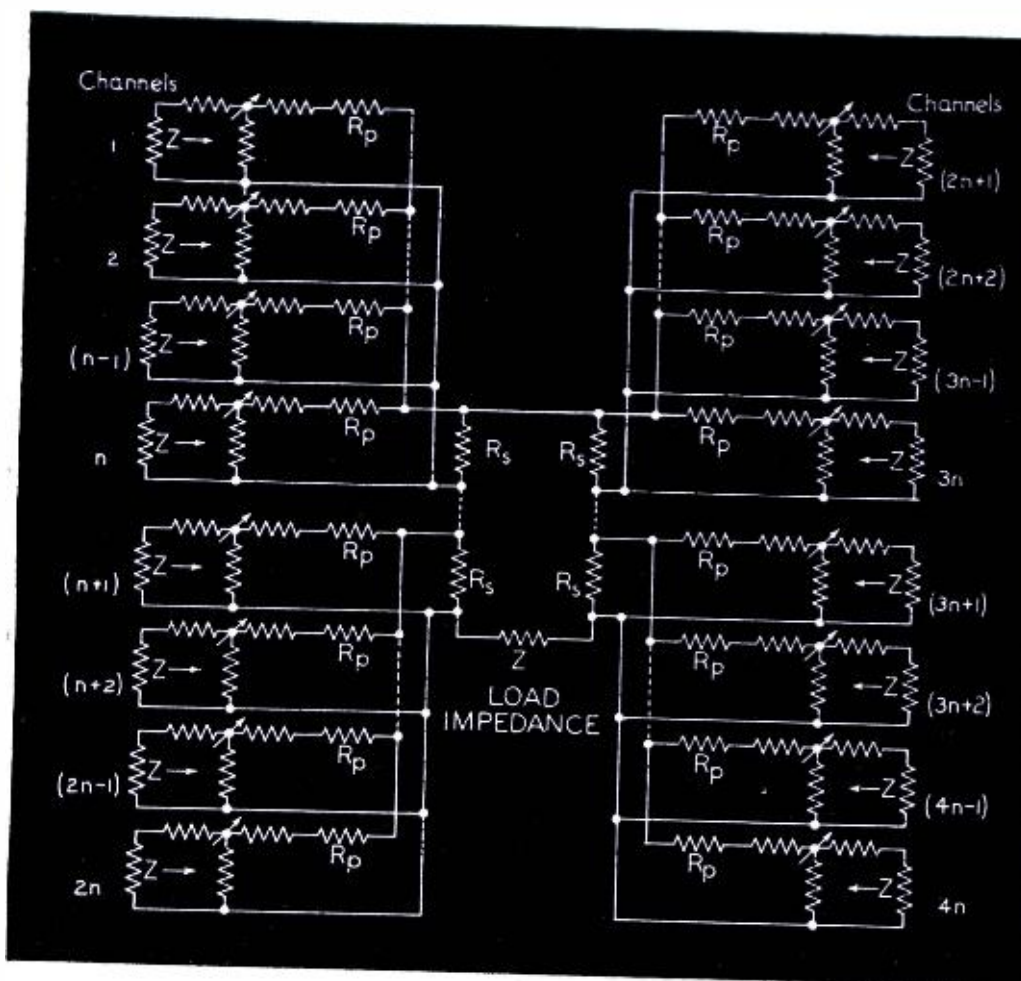 Channels
1
Z
Rp
2
Z
Rp
(n-1)
Z
Rp
n
Z
Rp
Rs
(n+1)
Z
Rp
Rs
(n+2)
Z
Rp
(2n-1)
Z
Rp
2n
Z
Rp
Z
LOAD
IMPEDANCE
Channels
Rp
Z
(2n+1)
Rp
Z
(2n+2)
Rp
Z
(3n-1)
Rs
Rp
Z
3n
Rs
Rp
Z
(3n+1)
Rp
Z
(3n+2)
Rp
Z
(4n-1)
Rp
Z
4n